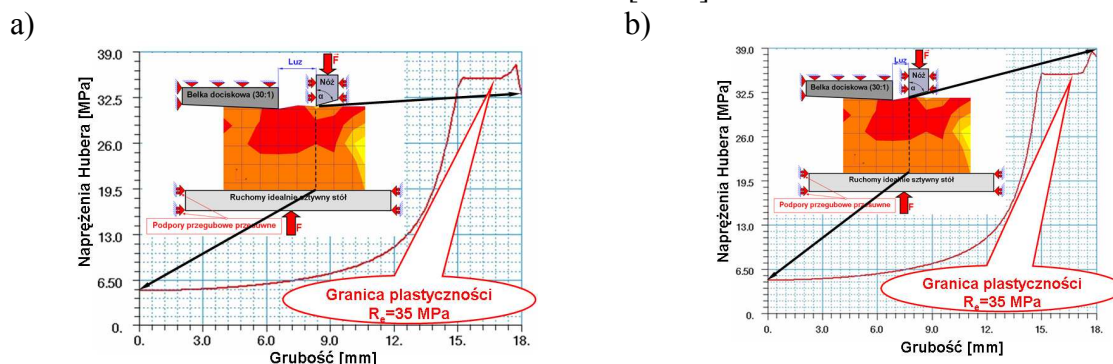 a)
b)
39.0
32.5
26.0
19.5
13.0
6.50
0.
Naprężenia Hubera [MPa]
Luz
F
Nóż
α
Belka dociskowa (30:1)
Ruchomy idealnie sztywny stół
Podpory przegubowe przesuwne
F
Granica plastyczności
Re=35 MPa
0. 3.0 6.0 9.0 12. 15. 18.
Grubość [mm]
39.0
32.5
26.0
19.5
13.0
6.50
0.
Naprężenia Hubera [MPa]
Luz
F
Nóż
α
Belka dociskowa (30:1)
Ruchomy idealnie sztywny stół
Podpory przegubowe przesuwne
F
Granica plastyczności
Re=35 MPa
0. 3.0 6.0 9.0 12. 15. 18.
Grubość [mm]